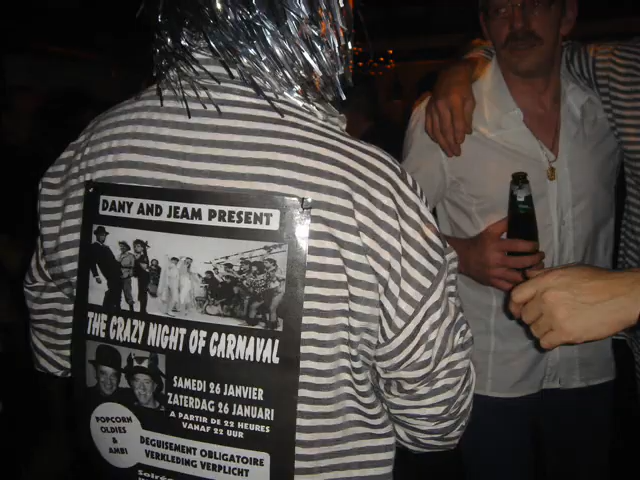 DANY AND JEAM PRESENT
THE CRAZY NIGHT OF CARNAVAL
SAMEDI 26 JANVIER
ZATERDAG 26 JANUARI
A PARTIR DE 22 HEURES
VANAF 22 UUR
POPCORN
OLDIES
&
AMBI
DEGUISEMENT OBLIGATOIRE
VERKLEDING VERPLICHT
Soirée